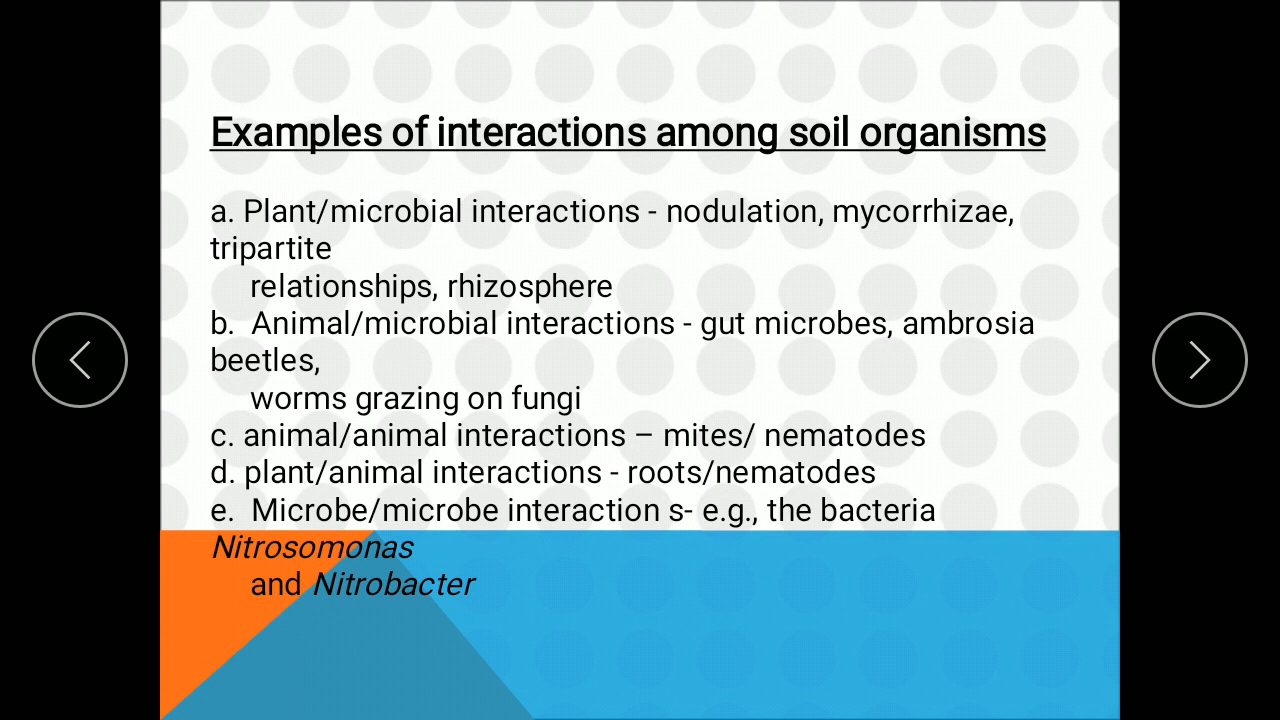 Examples of interactions among soil organisms
a. Plant/microbial interactions - nodulation, mycorrhizae,
tripartite
relationships, rhizosphere
b.  Animal/microbial interactions - gut microbes, ambrosia
beetles,
worms grazing on fungi
c. animal/animal interactions – mites/ nematodes
d. plant/animal interactions - roots/nematodes
e.  Microbe/microbe interaction s- e.g., the bacteria
Nitrosomonas
and Nitrobacter